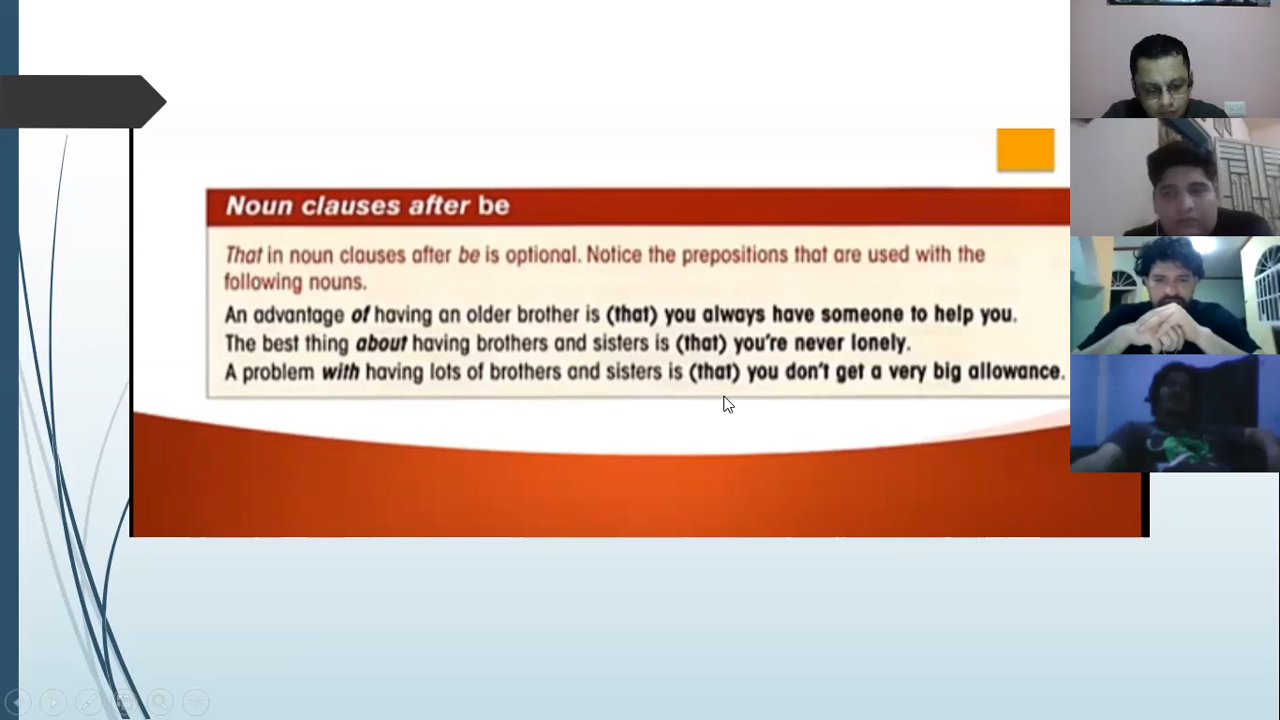 Noun clauses after be
That in noun clauses after be is optional. Notice the prepositions that are used with the
following nouns.
An advantage of having an older brother is (that) you always have someone to help you.
The best thing about having brothers and sisters is (that) you're never lonely.
A problem with having lots of brothers and sisters is (that) you don't get a very big allowance.